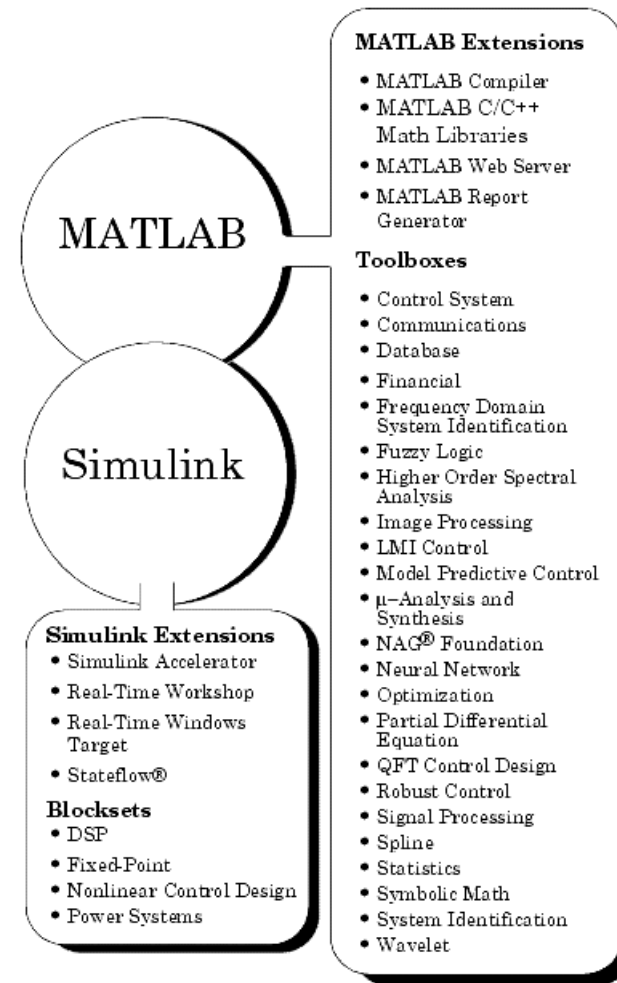 MATLAB
Simulink
MATLAB Extensions
• MATLAB Compiler
• MATLAB C/C++
Math Libraries
• MATLAB Web Server
• MATLAB Report
Generator
Toolboxes
• Control System
• Communications
• Database
• Financial
• Frequency Domain
System Identification
• Fuzzy Logic
• Higher Order Spectral
Analysis
• Image Processing
• LMI Control
• Model Predictive Control
• μ–Analysis and
Synthesis
• NAG® Foundation
• Neural Network
• Optimization
• Partial Differential
Equation
• QFT Control Design
• Robust Control
• Signal Processing
• Spline
• Statistics
• Symbolic Math
• System Identification
• Wavelet
Simulink Extensions
• Simulink Accelerator
• Real-Time Workshop
• Real-Time Windows
Target
• Stateflow®
Blocksets
• DSP
• Fixed-Point
• Nonlinear Control Design
• Power Systems